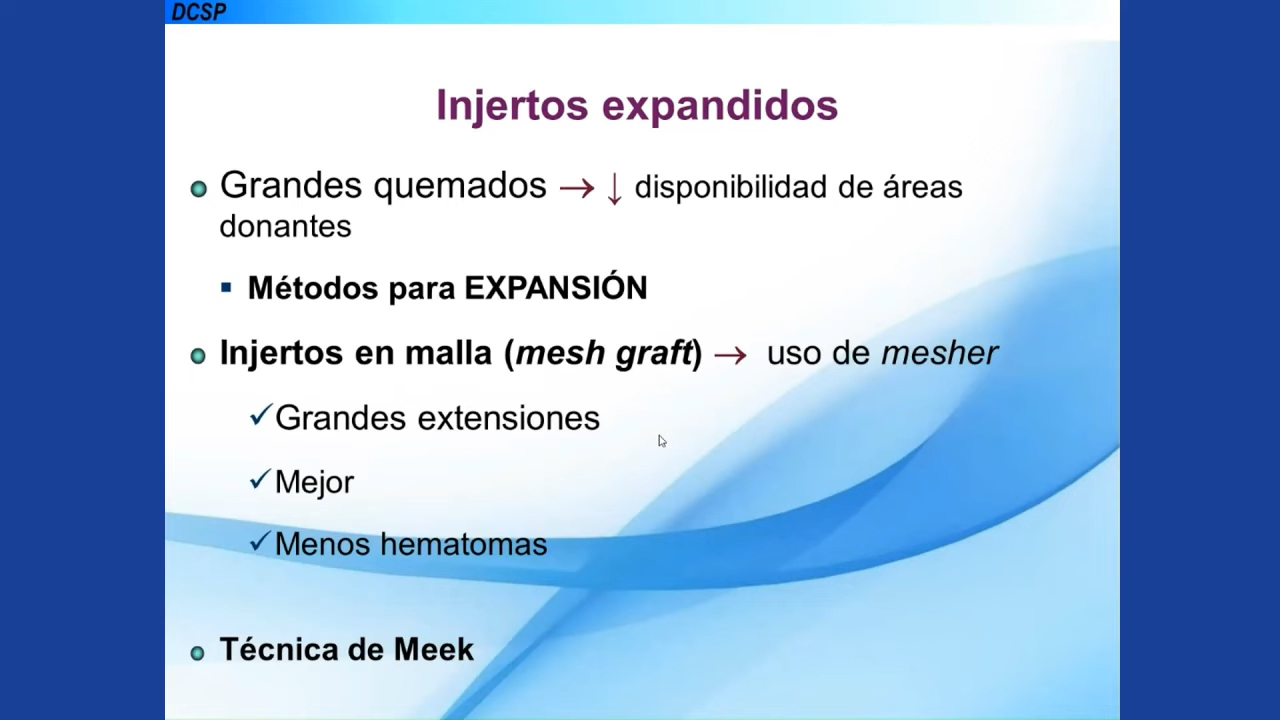 DCSP
Injertos expandidos
Grandes quemados → ↓ disponibilidad de áreas
donantes
Métodos para EXPANSIÓN
Injertos en malla (mesh graft) → uso de mesher
✓Grandes extensiones
✓Mejor
✓Menos hematomas
Técnica de Meek